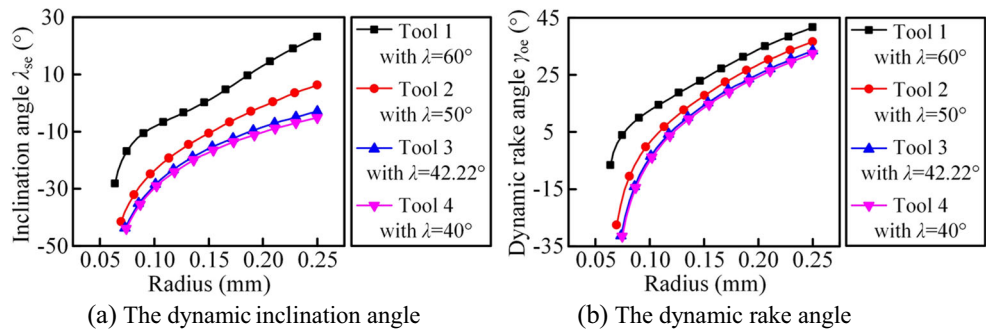 Inclination angle λse (°)
30
10
-10
-30
-50
0.05 0.10 0.15 0.20 0.25
Radius (mm)
Tool 1
with λ=60°
Tool 2
with λ=50°
Tool 3
with λ=42.22°
Tool 4
with λ=40°
(a) The dynamic inclination angle
Dynamic rake angle γoe (°)
45
25
5
-15
-35
0.05 0.10 0.15 0.20 0.25
Radius (mm)
Tool 1
with λ=60°
Tool 2
with λ=50°
Tool 3
with λ=42.22°
Tool 4
with λ=40°
(b) The dynamic rake angle